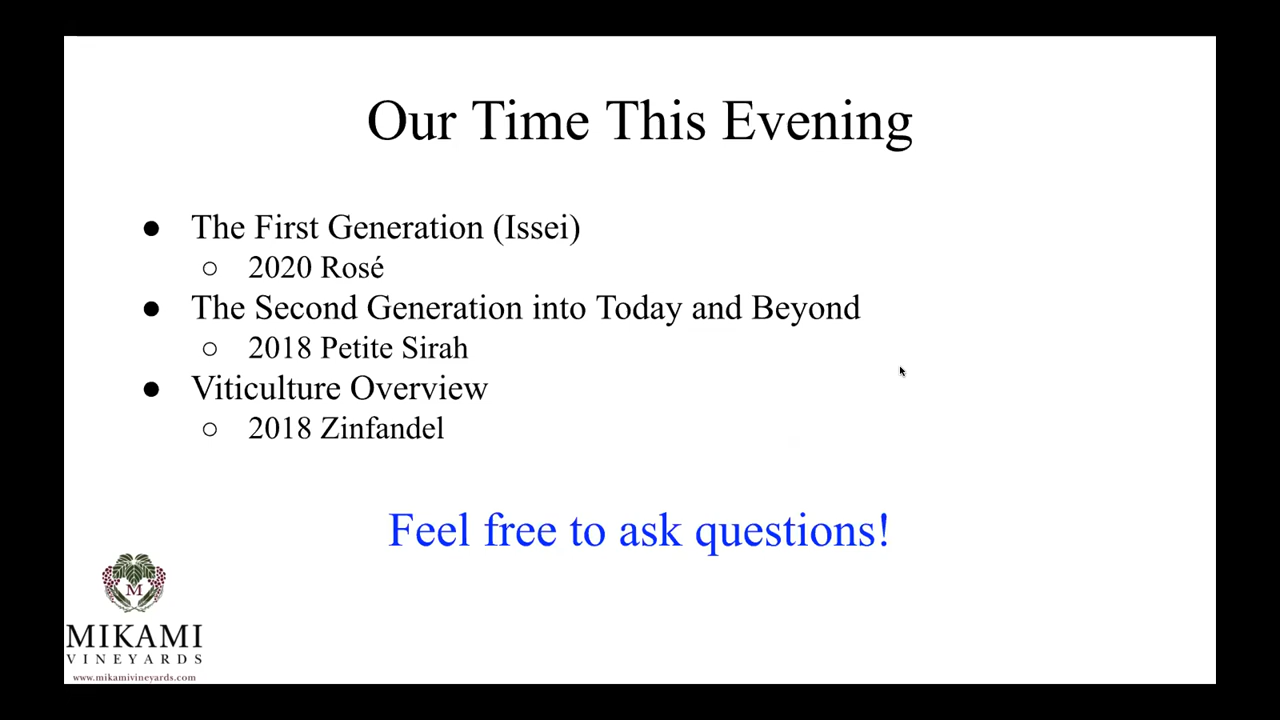 Our Time This Evening
● The First Generation (Issei)
○ 2020 Rosé
● The Second Generation into Today and Beyond
○ 2018 Petite Sirah
● Viticulture Overview
○ 2018 Zinfandel
Feel free to ask questions!
M
MIKAMI
VINEYARDS
www.mikamivineyards.com